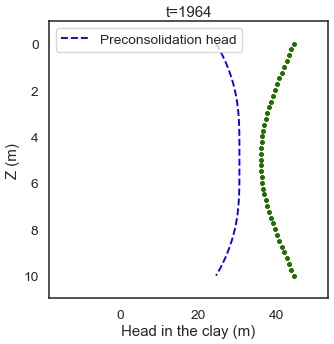 t=1964
Preconsolidation head
0
2
4
6
8
10
Z (m)
0
20
40
Head in the clay (m)